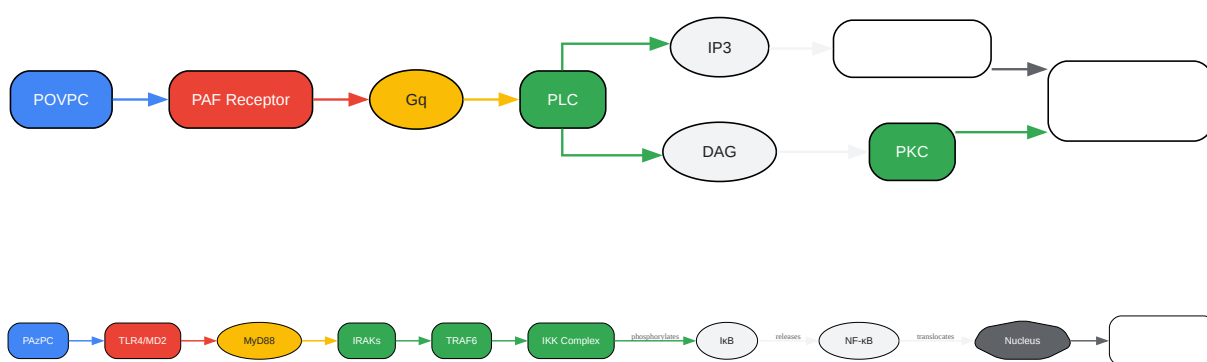 POVPC
PAF Receptor
Gq
PLC
IP3
DAG
PKC
PAzPC
TLR4/MD2
MyD88
IRAKs
TRAF6
IKK Complex
phosphorylates
IκB
releases
NF-κB
translocates
Nucleus